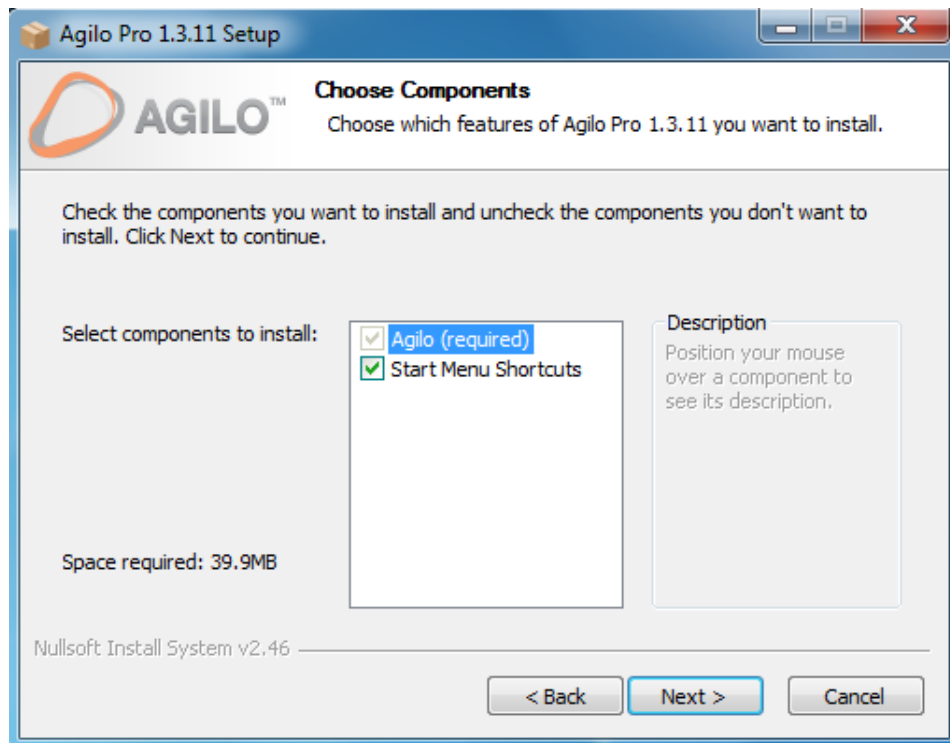 Agilo Pro 1.3.11 Setup
AGILO™
Choose Components
Choose which features of Agilo Pro 1.3.11 you want to install.
Check the components you want to install and uncheck the components you don't want to
install. Click Next to continue.
Select components to install:
Agilo (required)
Start Menu Shortcuts
Description
Position your mouse
over a component to
see its description.
Space required: 39.9MB
Nullsoft Install System v2.46
< Back
Next >
Cancel